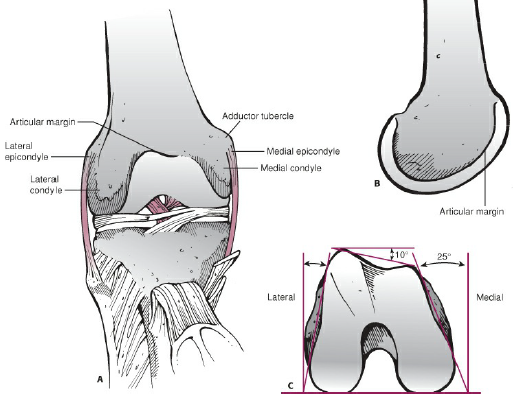 Articular margin
Adductor tubercle
Lateral
epicondyle
Medial epicondyle
Medial condyle
Lateral
condyle
A
c
B
Articular margin
10°
25°
Lateral
Medial
C